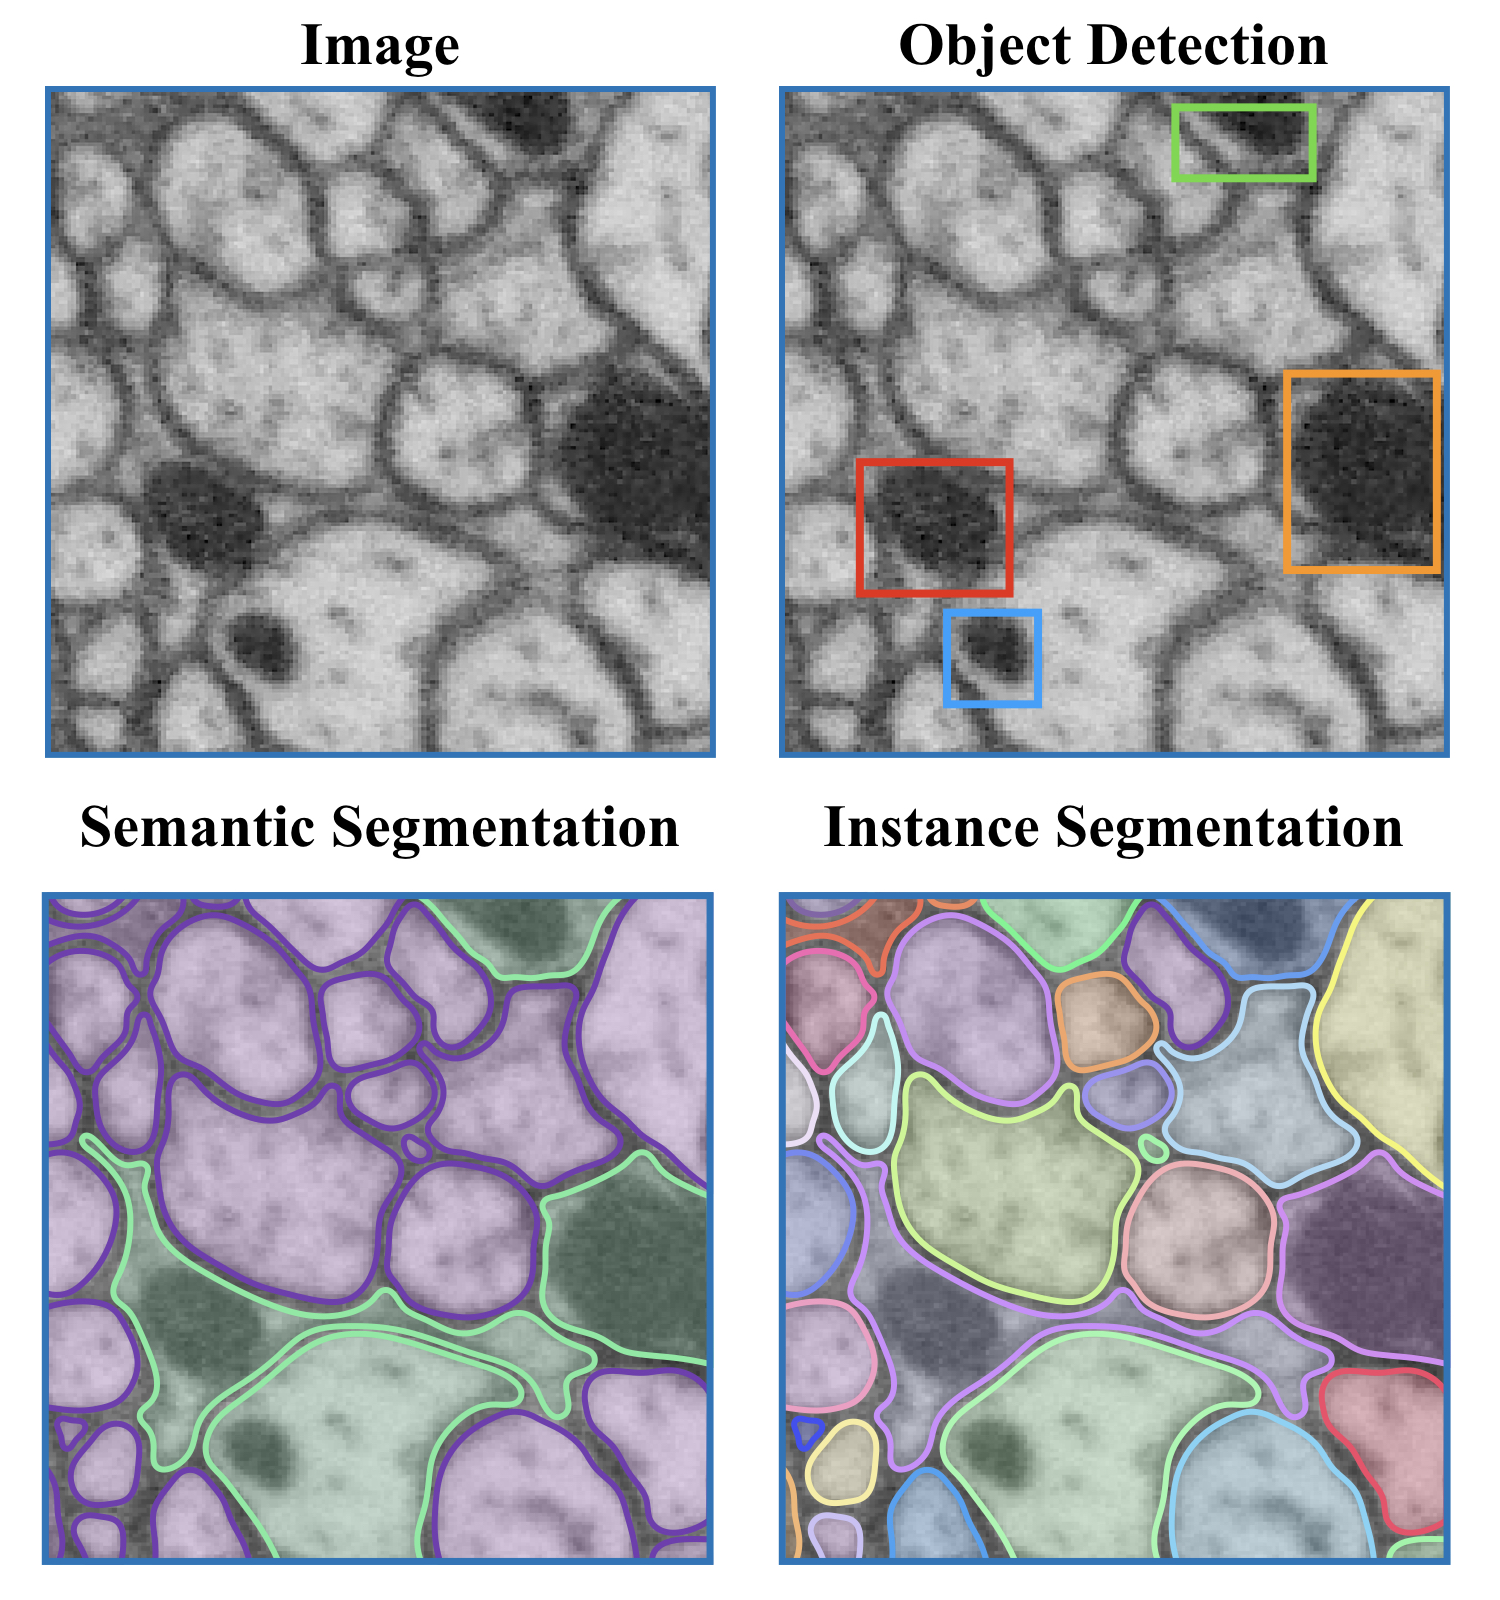 Image
Object Detection
Semantic Segmentation
Instance Segmentation